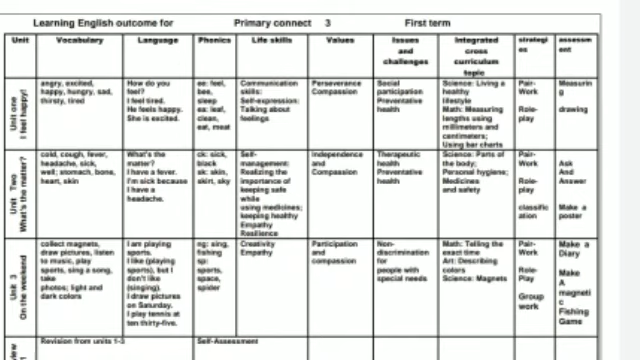 Learning English outcome for Primary connect 3 First term
Unit Vocabulary Language Phonics Life skills Values Issues and challenges Integrated cross curriculum topic strategi es assessm ent
Unit one
I feel happy!
angry, excited,
happy, hungry, sad,
thirsty, tired
How do you
feel?
I feel tired.
He feels happy.
She is excited.
ee: feel,
bee,
sleep
ea: leaf,
clean,
eat, meat
Communication
skills:
Self-expression:
Talking about
feelings
Perseverance
Compassion
Social
participation
Preventative
health
Science: Living a
healthy
lifestyle
Math: Measuring
lengths using
millimeters and
centimeters;
Using bar charts
Pair-
Work
Role-
play
Measurin
g
drawing
Unit Two
What's the matter?
cold, cough, fever,
headache, sick,
well; stomach, bone,
heart, skin
What's the
matter?
I have a fever.
I'm sick because
I have a
headache.
ck: sick,
black
sk: skin,
skirt, sky
Self-
management:
Realizing the
importance of
keeping safe
while
using medicines;
keeping healthy
Empathy
Resilience
Independence
and
Compassion
Therapeutic
health
Preventative
health
Science: Parts of the
body;
Personal hygiene;
Medicines
and safety
Pair-
Work
Role-
play
classific
ation
Ask
And
Answer
Make a
poster
Unit 3
On the weekend
collect magnets,
draw pictures, listen
to music, play
sports, sing a song,
take
photos; light and
dark colors
I am playing
sports.
I like (playing
sports), but I
don't like
(singing).
I draw pictures
on Saturday.
I play tennis at
ten thirty-five.
ng: sing,
fishing
sp:
sports,
space,
spider
Creativity
Empathy
Participation
and
compassion
Non-
discrimination
for
people with
special needs
Math: Telling the
exact time
Art: Describing
colors
Science: Magnets
Pair-
Work
Role-
Play
Group
work
Make a
Diary
Make
A
magneti
c
Fishing
Game
Revision from units 1-3 Self-Assessment